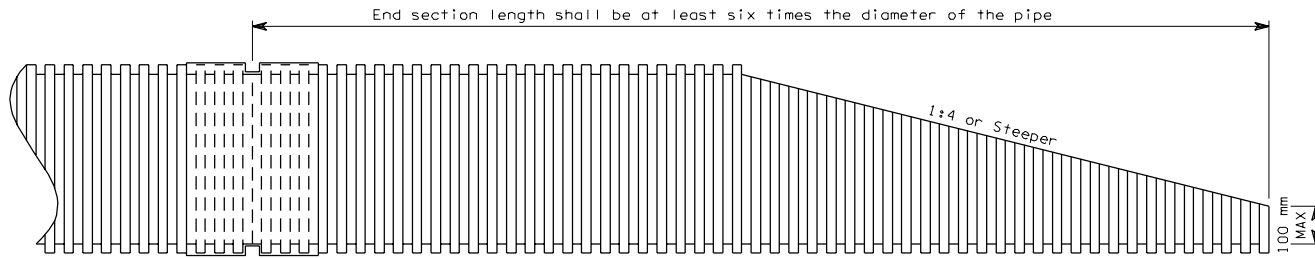 End section length shall be at least six times the diameter of the pipe
1:4 or Steeper
100 mm
MAX